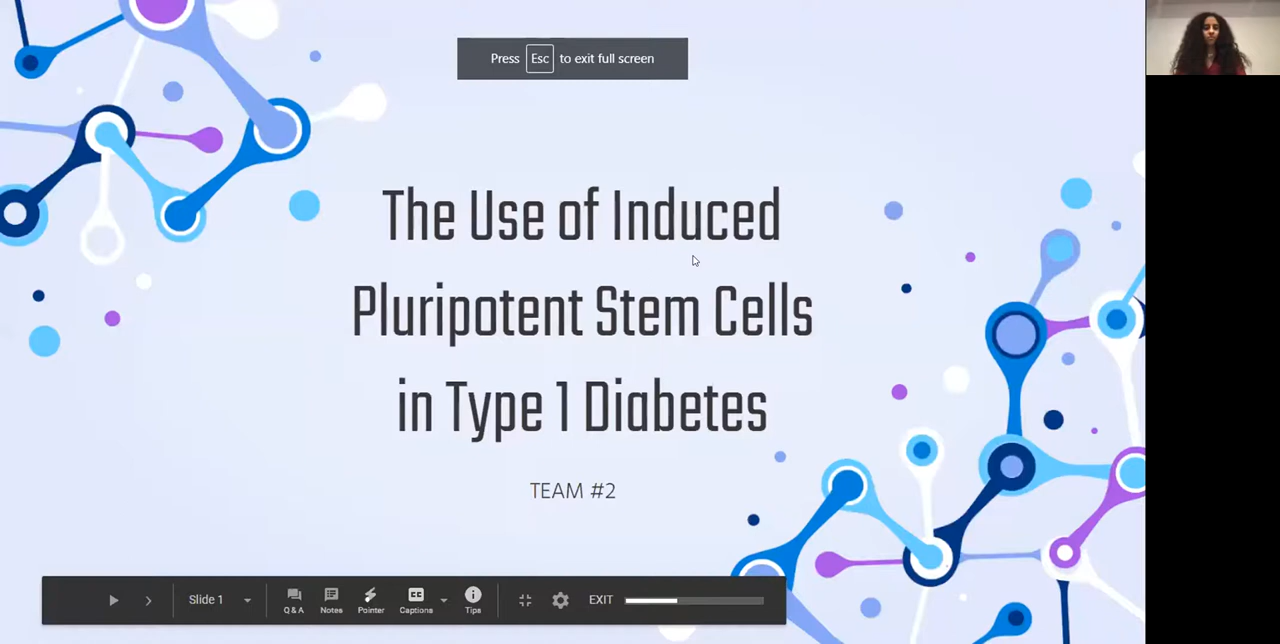 Press Esc to exit full screen
The Use of Induced
Pluripotent Stem Cells
in Type 1 Diabetes
TEAM #2
Slide 1 Q & A Notes Pointer Captions Tips EXIT